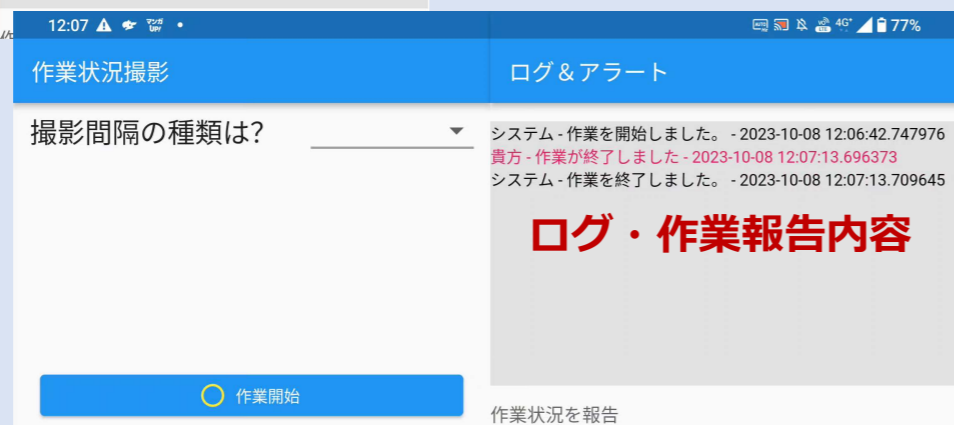 12:07
77%
作業状況撮影
ログ＆アラート
撮影間隔の種類は?
システム - 作業を開始しました。 - 2023-10-08 12:06:42.747976
貴方 - 作業が終了しました - 2023-10-08 12:07:13.696373
システム - 作業を終了しました。 - 2023-10-08 12:07:13.709645
ログ・作業報告内容
作業開始
作業状況を報告